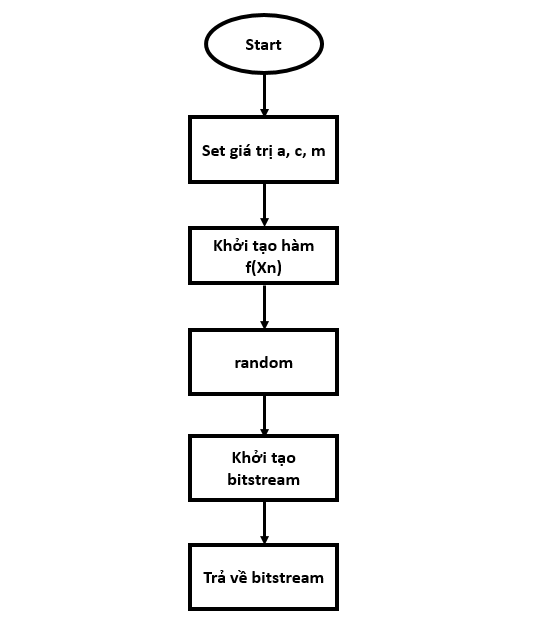 Start
Set giá trị a, c, m
Khởi tạo hàm
f(Xn)
random
Khởi tạo
bitstream
Trả về bitstream